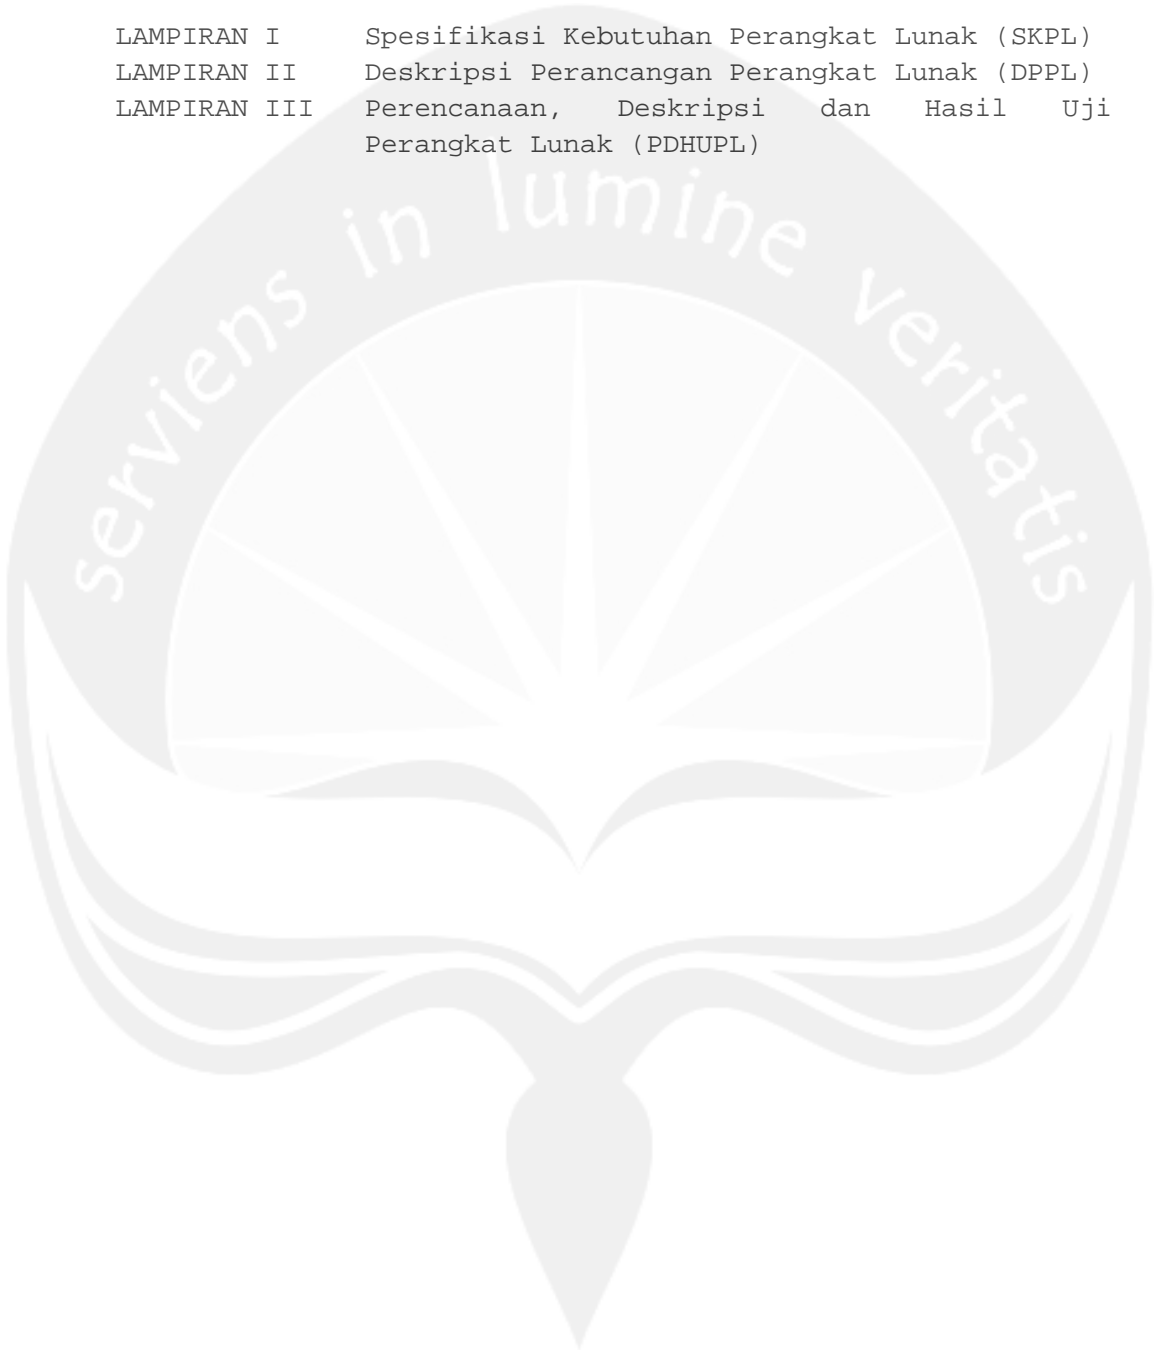 LAMPIRAN I Spesifikasi Kebutuhan Perangkat Lunak (SKPL)
LAMPIRAN II Deskripsi Perancangan Perangkat Lunak (DPPL)
LAMPIRAN III Perencanaan, Deskripsi dan Hasil Uji
Perangkat Lunak (PDHUPL)
serviens in lumine veritatis